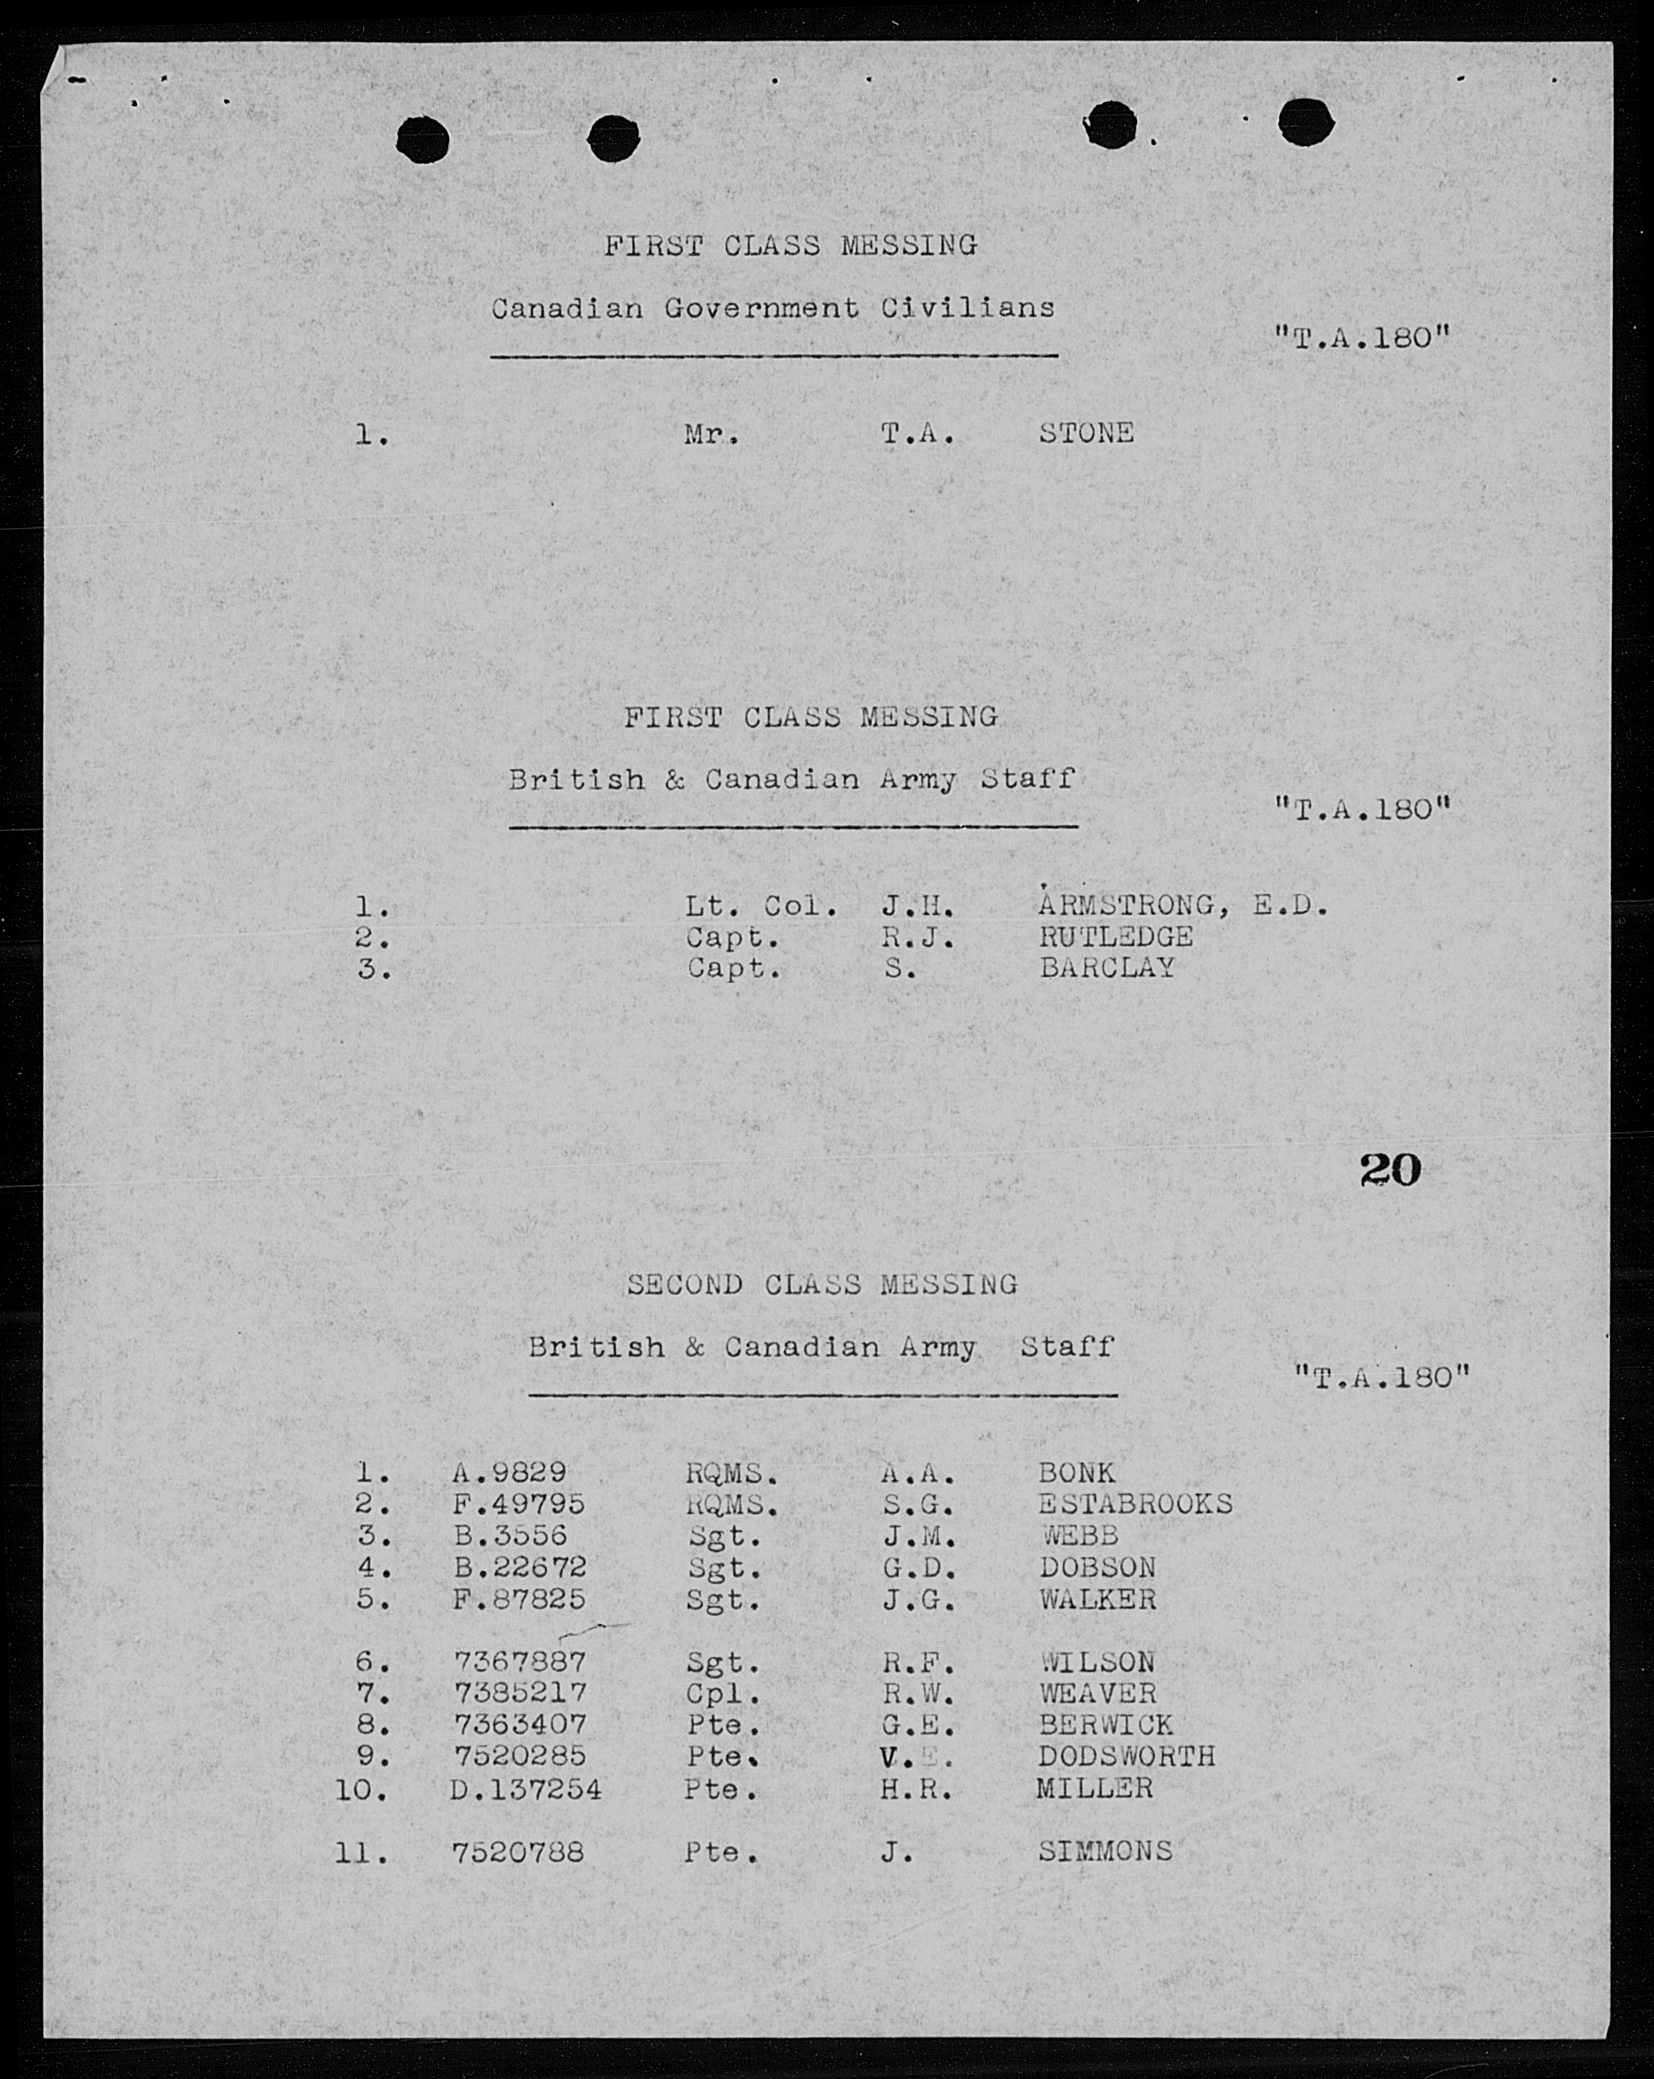 FIRST CLASS MESSING
Canadian Government Civilians
"T.A.180"
1. Mr. T.A. STONE
FIRST CLASS MESSING
British & Canadian Army Staff
"T.A.180"
1. Lt. Col. J.H. ARMSTRONG, E.D.
2. Capt. R.J. RUTLEDGE
3. Capt. S. BARCLAY
20
SECOND CLASS MESSING
British & Canadian Army Staff
"T.A.180"
1. A.9829 RQMS. A.A. BONK
2. F.49795 RQMS. S.G. ESTABROOKS
3. B.3556 Sgt. J.M. WEBB
4. B.22672 Sgt. G.D. DOBSON
5. F.87825 Sgt. J.G. WALKER
6. 7367887 Sgt. R.F. WILSON
7. 7385217 Cpl. R.W. WEAVER
8. 7363407 Pte. G.E. BERWICK
9. 7520285 Pte. V.E. DODSWORTH
10. D.137254 Pte. H.R. MILLER
11. 7520788 Pte. J. SIMMONS